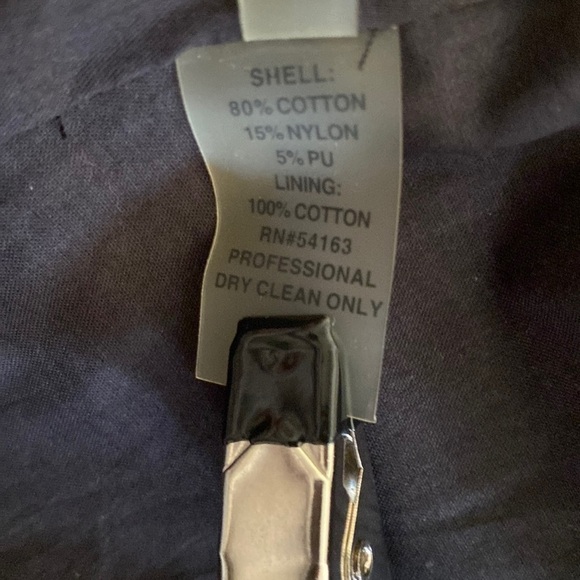 SHELL:
80% COTTON
15% NYLON
5% PU
LINING:
100% COTTON
RN#54163
PROFESSIONAL
DRY CLEAN ONLY